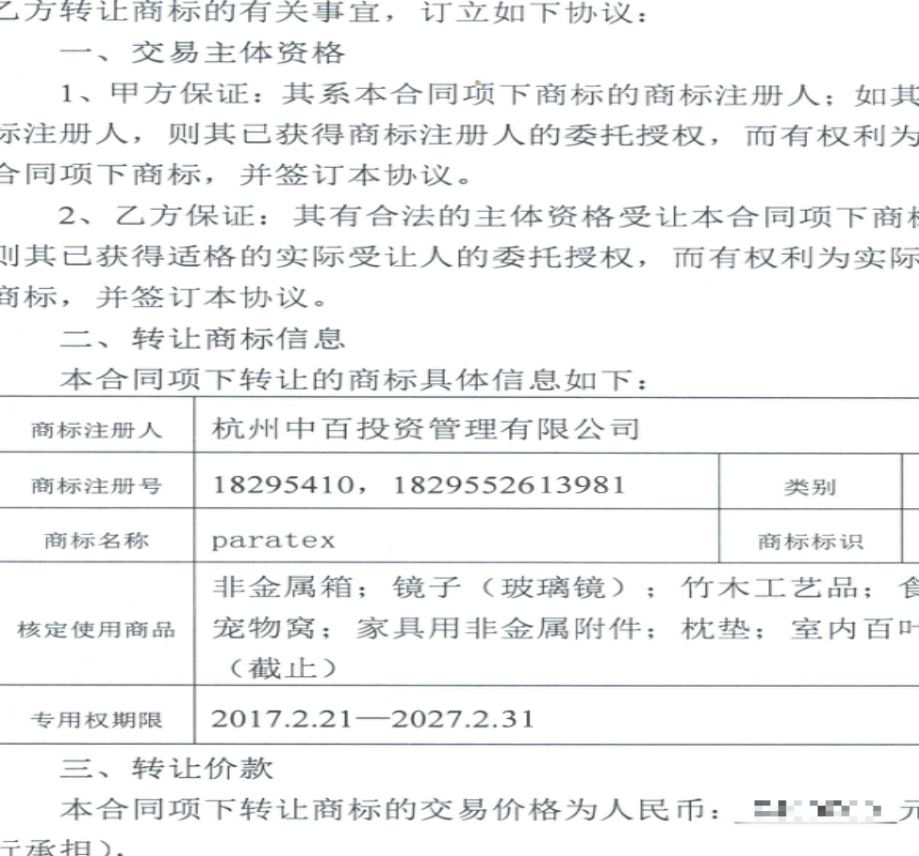 乙方转让商标的有关事宜，订立如下协议：
一、交易主体资格
1、甲方保证：其系本合同项下商标的商标注册人；如其
标注册人，则其已获得商标注册人的委托授权，而有权利为
合同项下商标，并签订本协议。
2、乙方保证：其有合法的主体资格受让本合同项下商标
则其已获得适格的实际受让人的委托授权，而有权利为实际
商标，并签订本协议。
二、转让商标信息
本合同项下转让的商标具体信息如下：
商标注册人 杭州中百投资管理有限公司
商标注册号 18295410，1829552613981 类别
商标名称 paratex 商标标识
核定使用商品 非金属箱；镜子（玻璃镜）；竹木工艺品；食
宠物窝；家具用非金属附件；枕垫；室内百叶
（截止）
专用权期限 2017.2.21—2027.2.31
三、转让价款
本合同项下转让商标的交易价格为人民币： 元
行承担）。